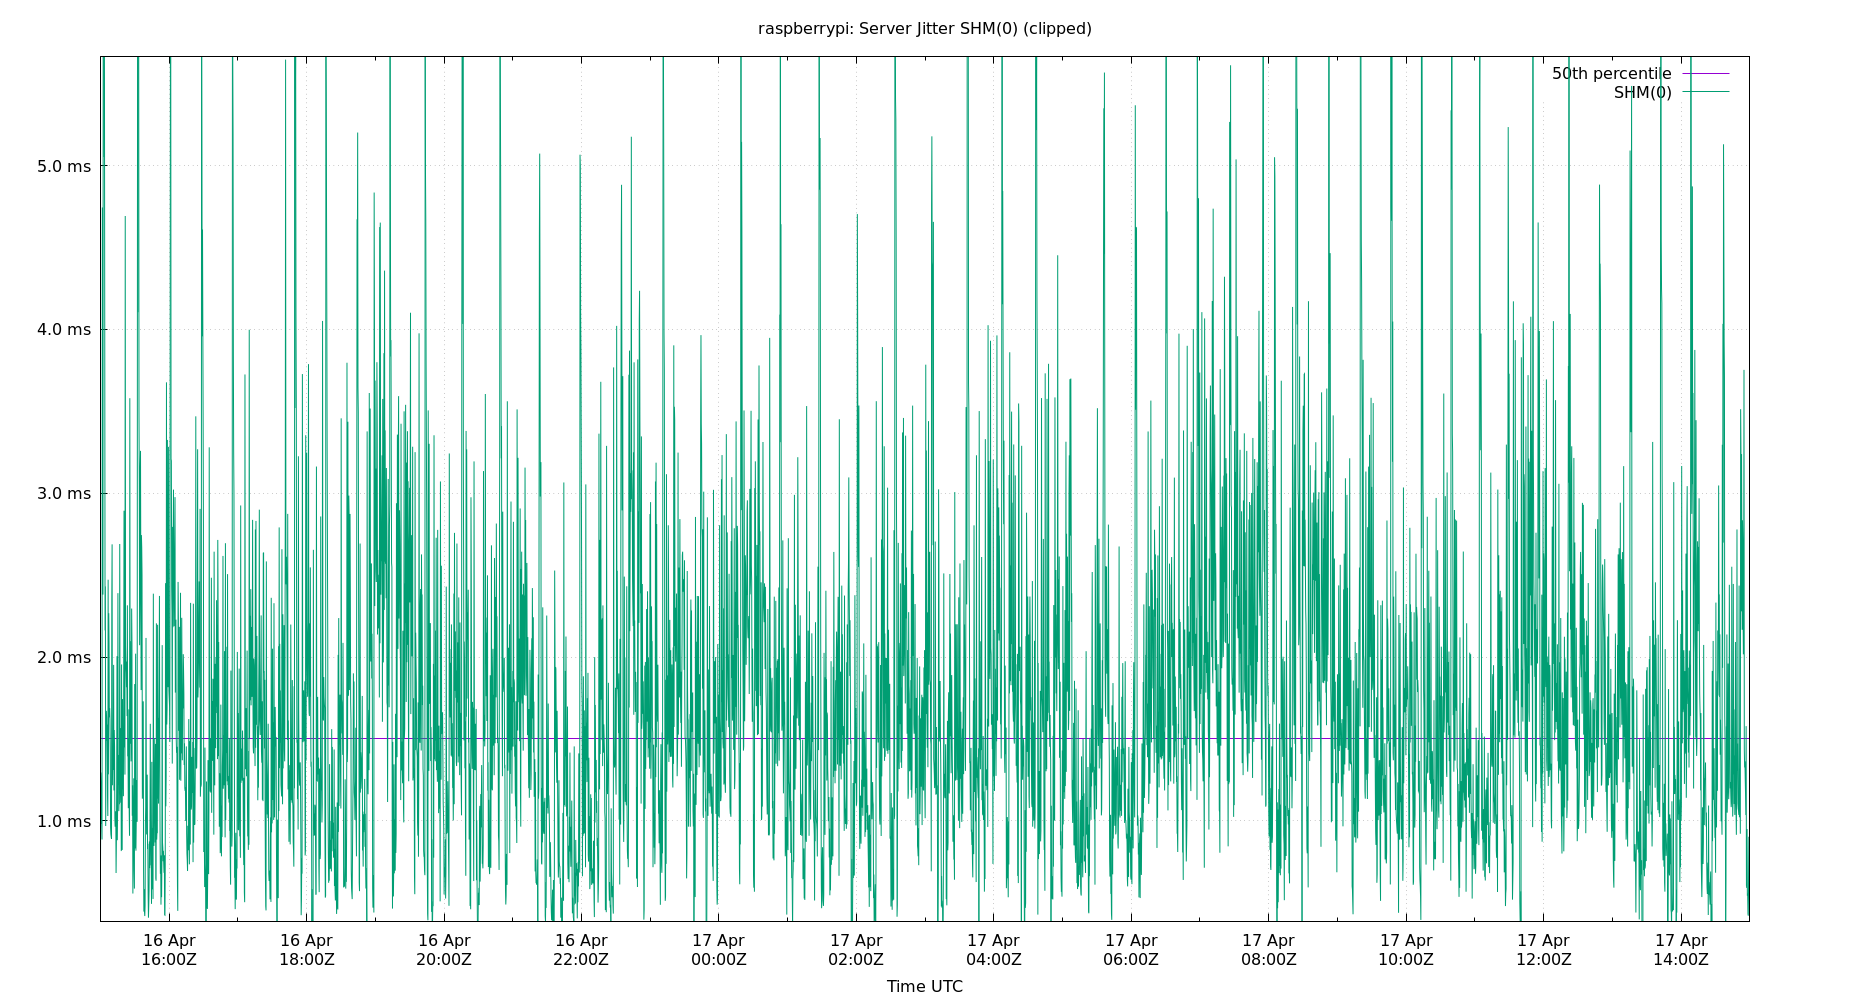 raspberrypi: Server Jitter SHM(0) (clipped)
50th percentile
SHM(0)
5.0 ms
4.0 ms
3.0 ms
2.0 ms
1.0 ms
16 Apr 16 Apr 16 Apr 16 Apr 17 Apr 17 Apr 17 Apr 17 Apr 17 Apr 17 Apr 17 Apr 17 Apr
16:00Z 18:00Z 20:00Z 22:00Z 00:00Z 02:00Z 04:00Z 06:00Z 08:00Z 10:00Z 12:00Z 14:00Z
Time UTC